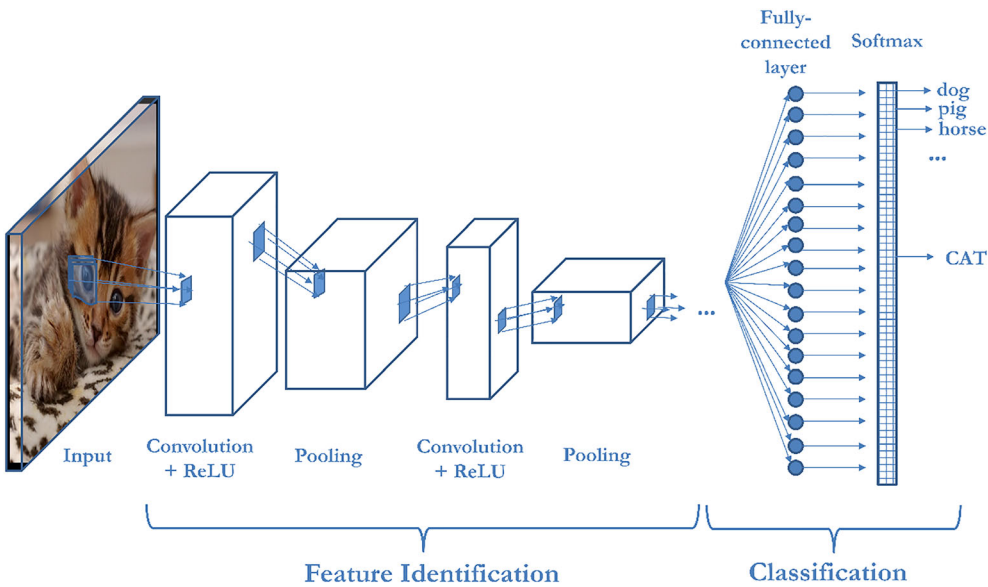 Fully-
connected
layer
Softmax
dog
pig
horse
...
CAT
...
Input
Convolution
+ ReLU
Pooling
Convolution
+ ReLU
Pooling
Feature Identification
Classification